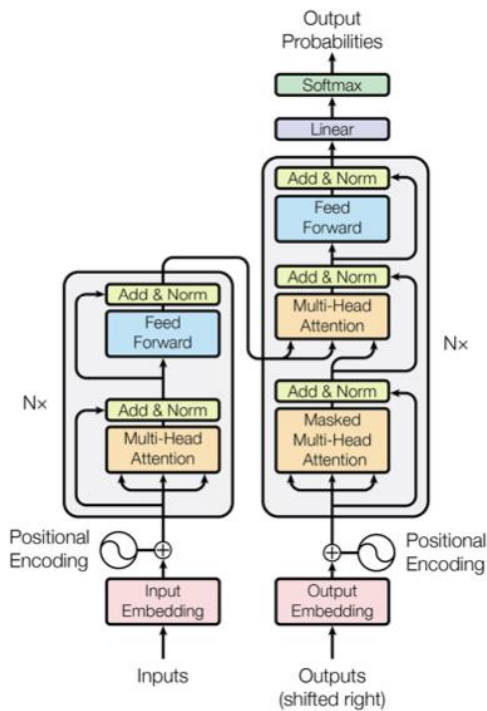 Output
Probabilities
Softmax
Linear
Add & Norm
Feed
Forward
Add & Norm
Multi-Head
Attention
Add & Norm
Masked
Multi-Head
Attention
N×
Add & Norm
Feed
Forward
Add & Norm
Multi-Head
Attention
N×
Positional
Encoding
Positional
Encoding
Input
Embedding
Output
Embedding
Inputs
Outputs
(shifted right)